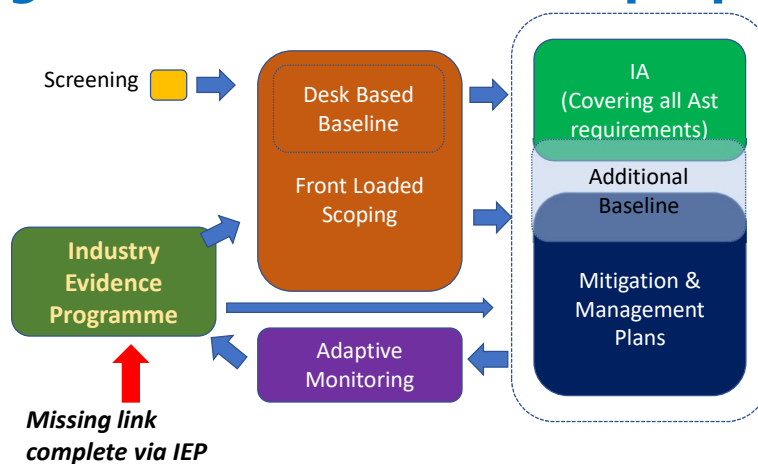 Screening
Desk Based
Baseline
Front Loaded
Scoping
IA
(Covering all Ast
requirements)
Additional
Baseline
Mitigation &
Management
Plans
Industry
Evidence
Programme
Adaptive
Monitoring
Missing link
complete via IEP